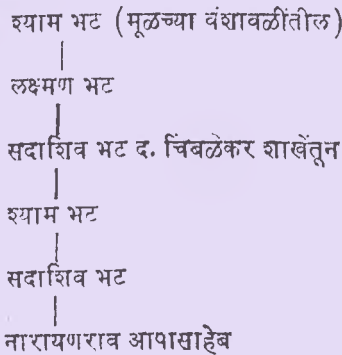 श्याम भट (मूळच्या वंशावळींतील)
लक्ष्मण भट
सदाशिव भट द. चिंबळेकर शाखेंतून
श्याम भट
सदाशिव भट
नारायणराव आपासाहेब